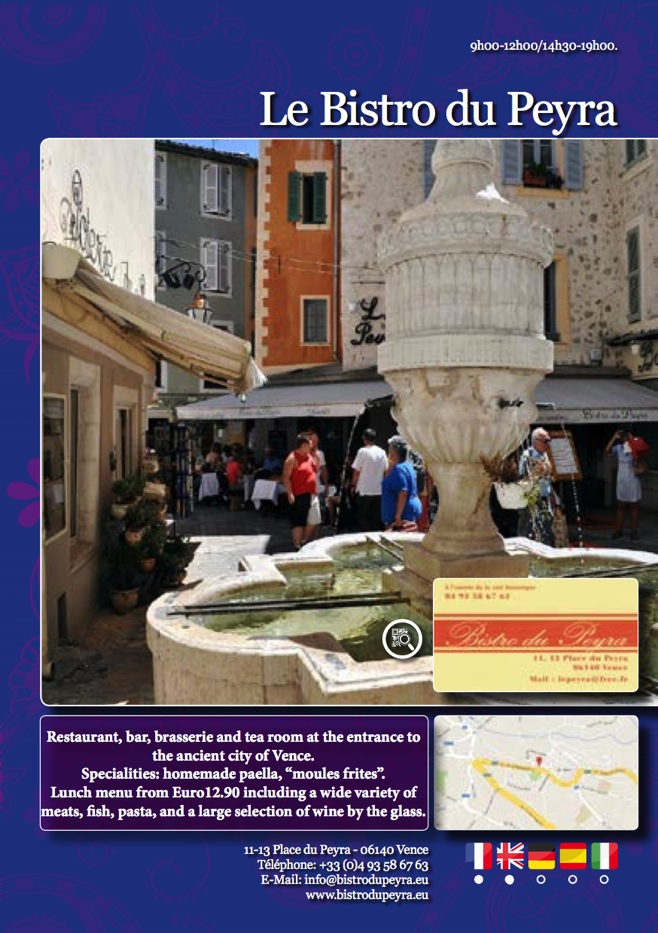 9h00-12h00/14h30-19h00.
Le Bistro du Peyra
Poterie
Bistro du Peyra
A l'entrée de la cité historique
04 93 58 67 63
Bistro du Peyra
11, 13 Place du Peyra
06140 Vence
Mail : lepeyra@free.fr
Restaurant, bar, brasserie and tea room at the entrance to
the ancient city of Vence.
Specialities: homemade paella, “moules frites”.
Lunch menu from Euro12.90 including a wide variety of
meats, fish, pasta, and a large selection of wine by the glass.
11-13 Place du Peyra - 06140 Vence
Téléphone: +33 (0)4 93 58 67 63
E-Mail: info@bistrodupeyra.eu
www.bistrodupeyra.eu